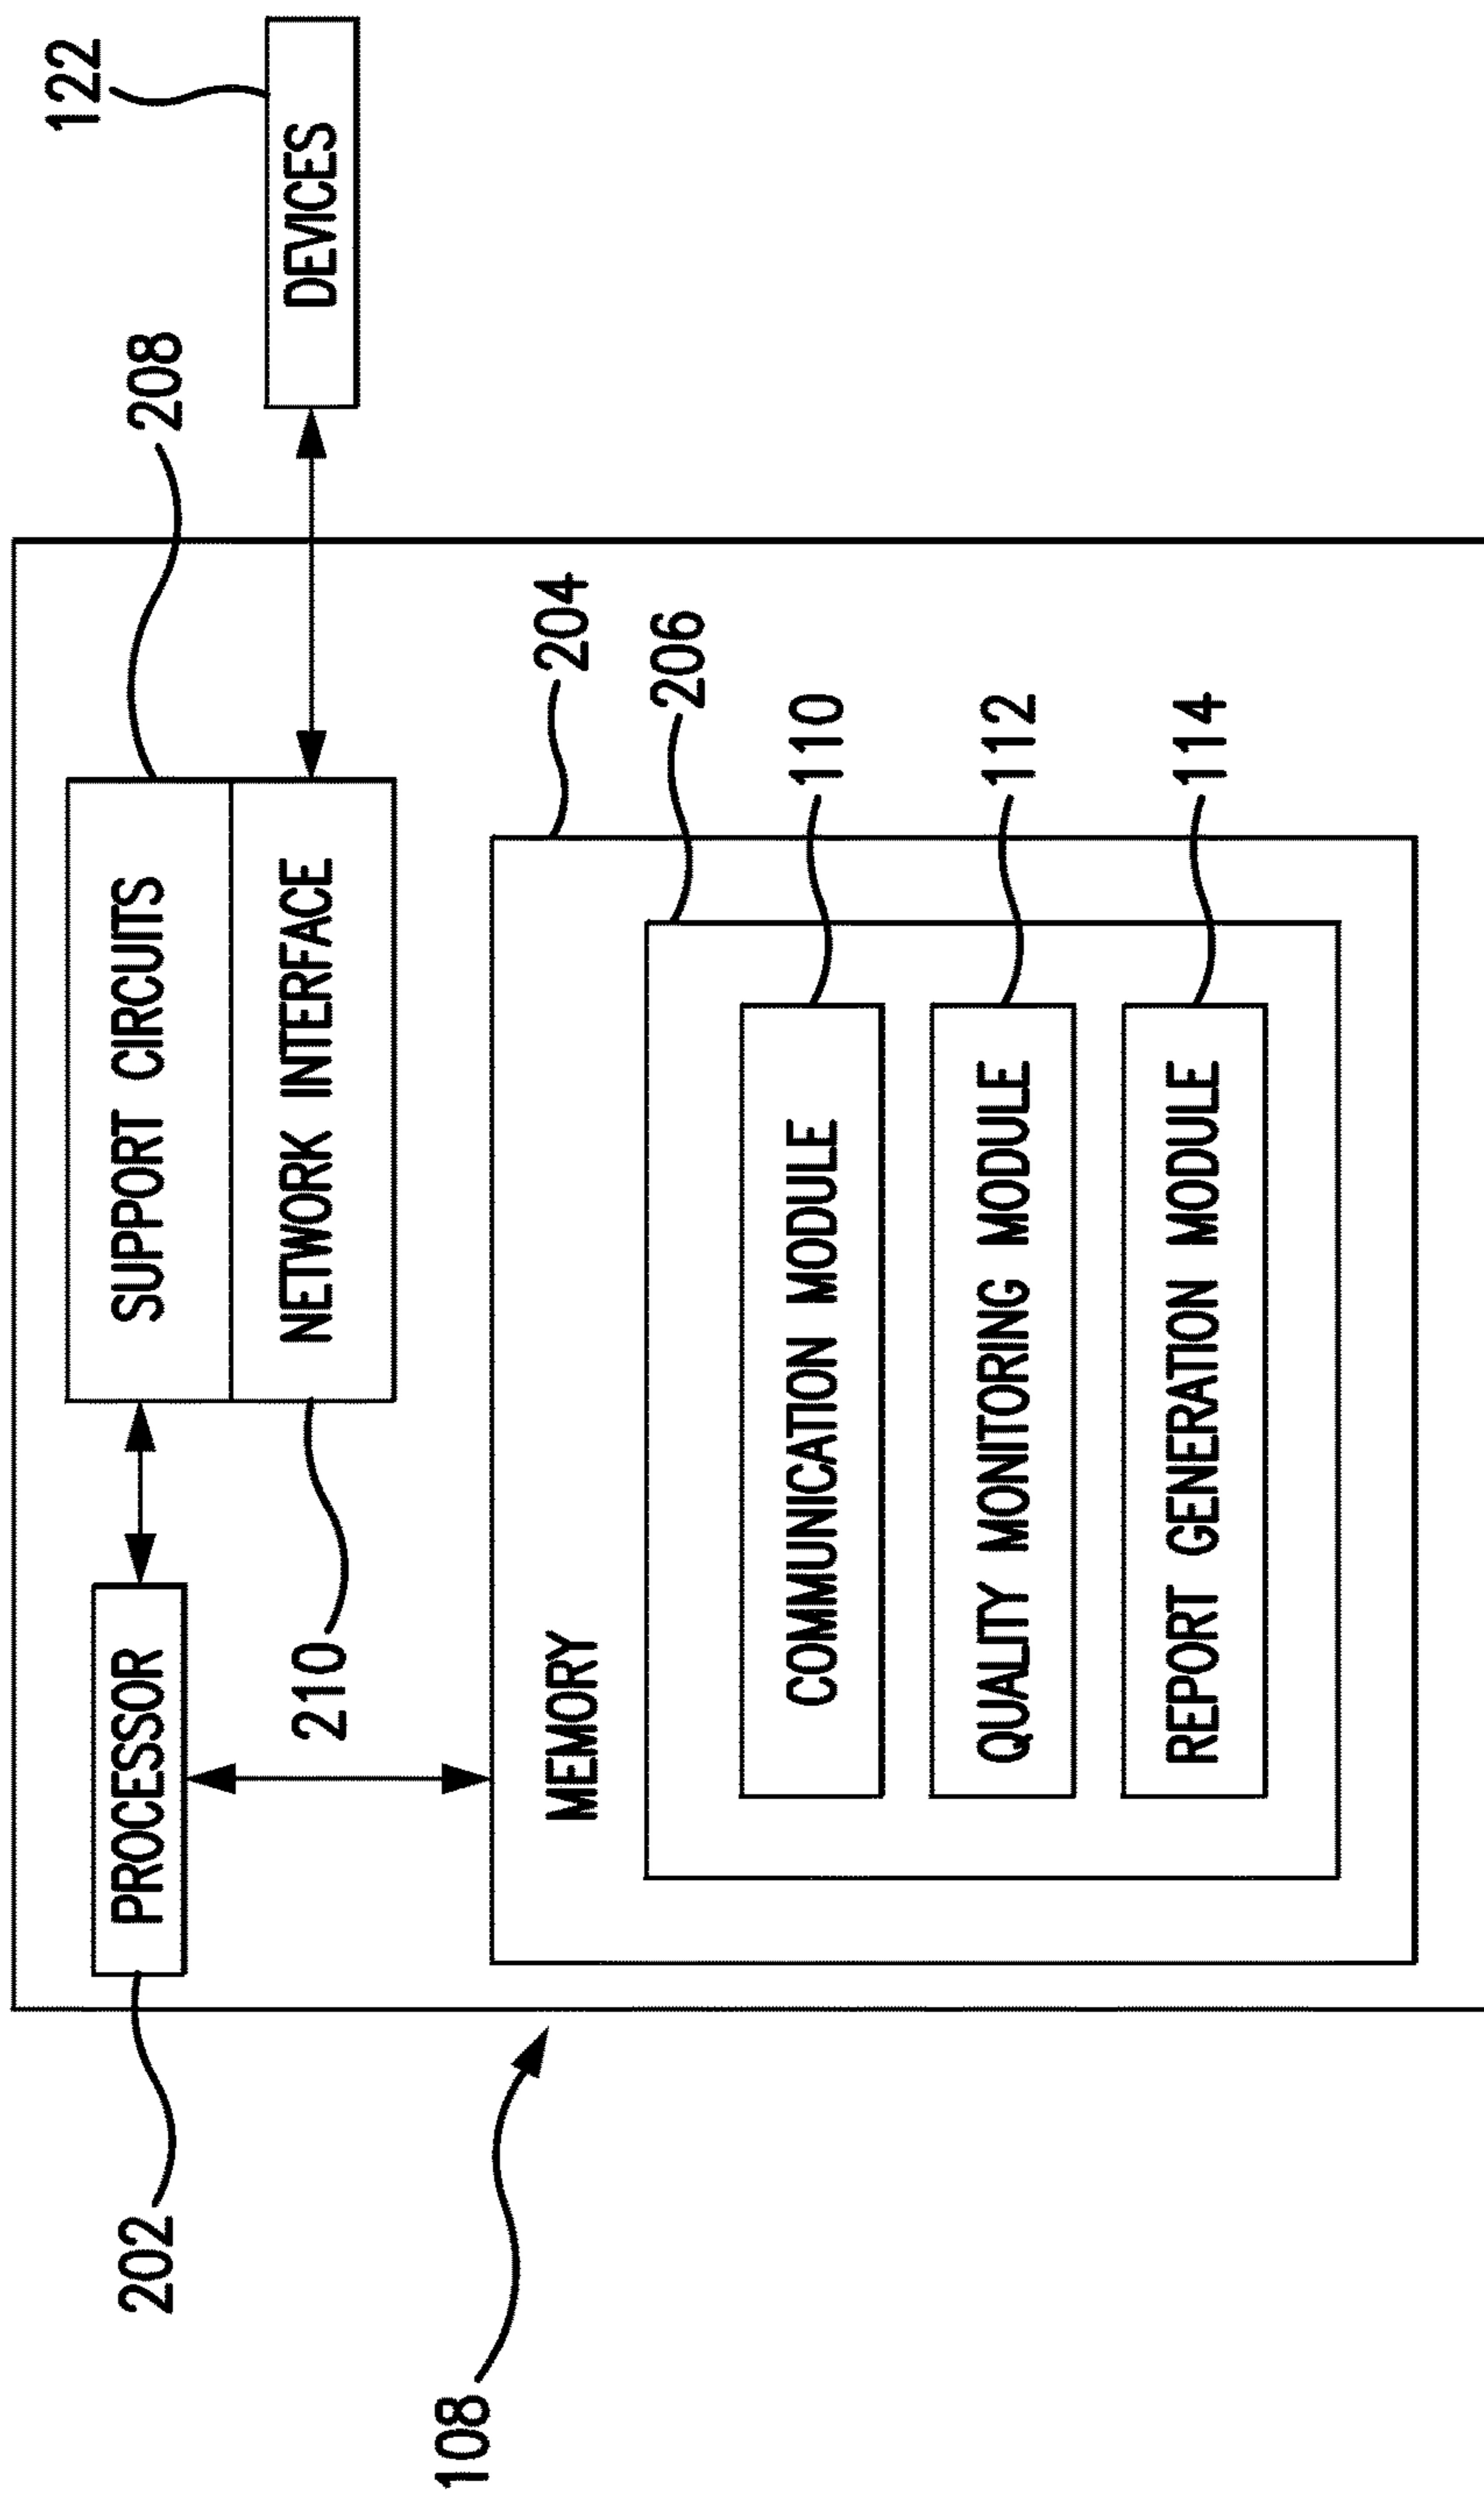 122
DEVICES
208
SUPPORT CIRCUITS
NETWORK INTERFACE
PROCESSOR
202
210
108
204
MEMORY
206
110
COMMUNICATION MODULE
112
QUALITY MONITORING MODULE
114
REPORT GENERATION MODULE